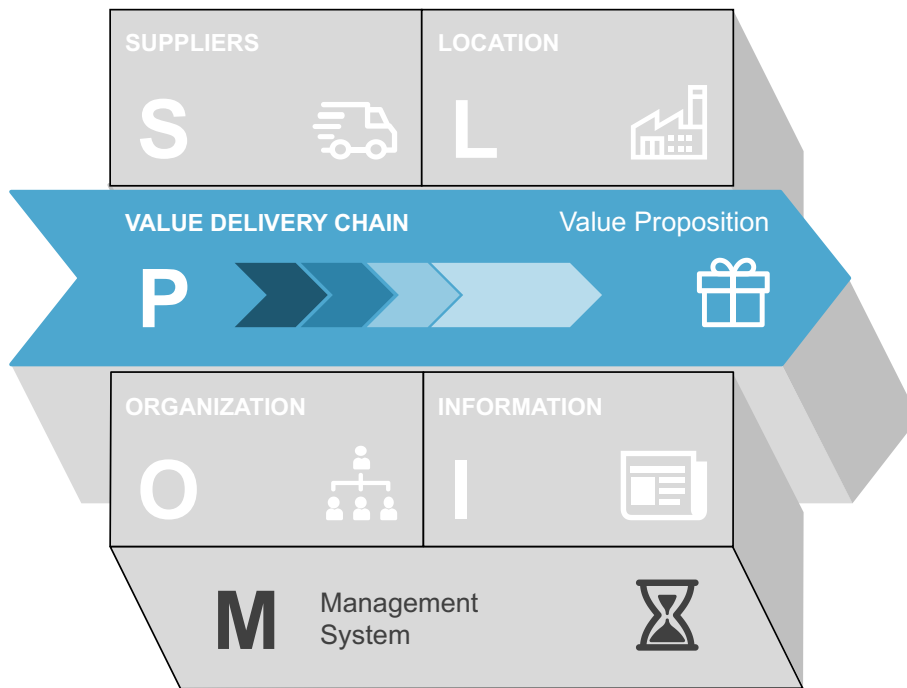 SUPPLIERS
LOCATION
S
L
VALUE DELIVERY CHAIN
Value Proposition
P
ORGANIZATION
INFORMATION
O
I
M
Management
System